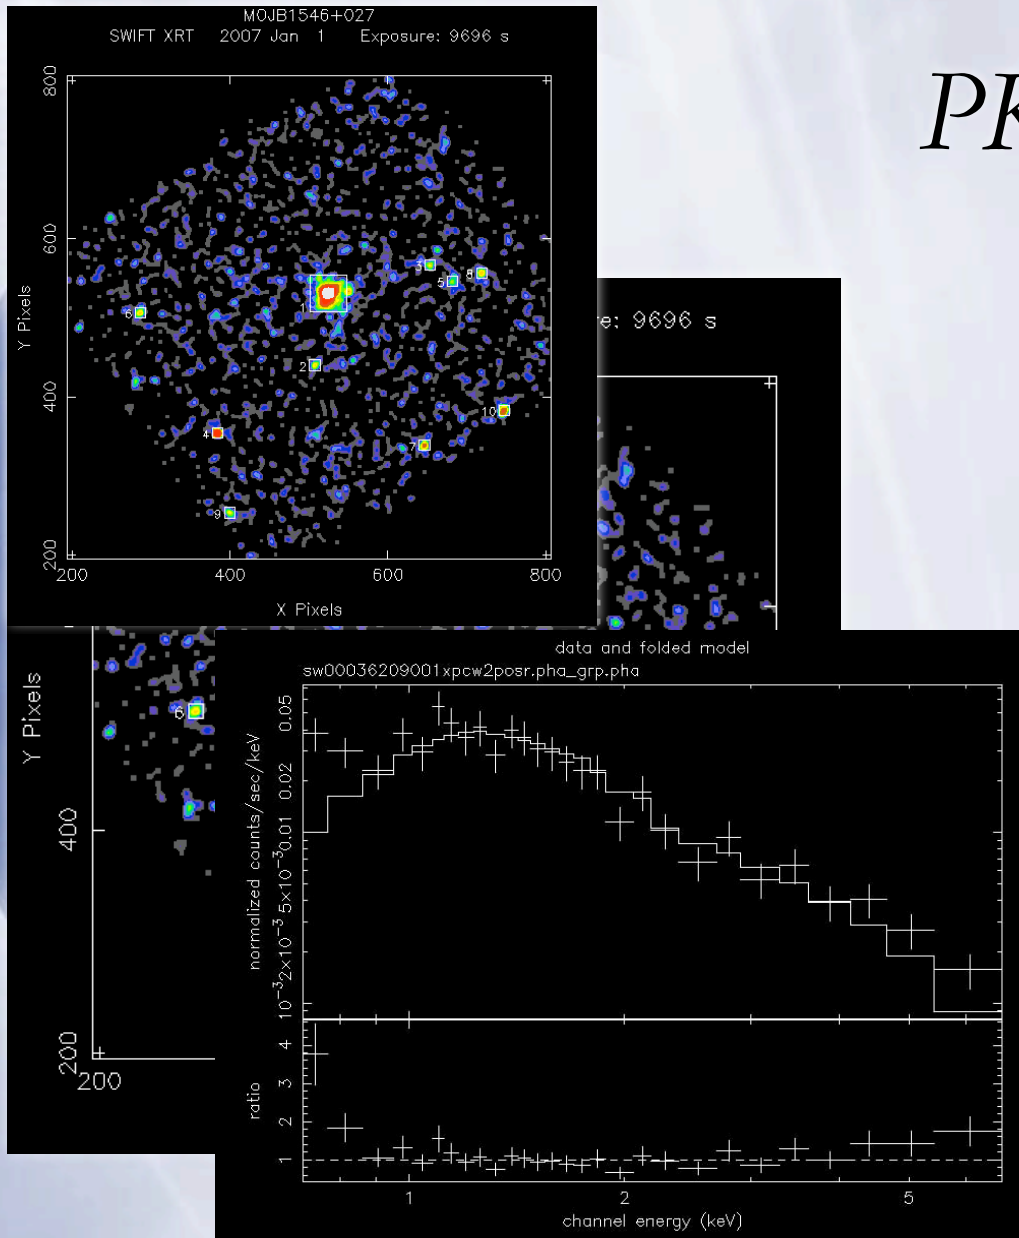 MOJB1546+027
SWIFT XRT 2007 Jan 1 Exposure: 9696 s
PK
800
600
400
200
Y Pixels
200 400 600 800
X Pixels
1
2
3
4
5
6
7
8
9
10
re: 9696 s
Y Pixels
6
400
200
200
data and folded model
sw00036209001xpcw2posr.pha_grp.pha
normalized counts/sec/keV
0.05
0.02
0.01
5×10⁻³
2×10⁻³
10⁻³
ratio
4
3
2
1
1 2 5
channel energy (keV)